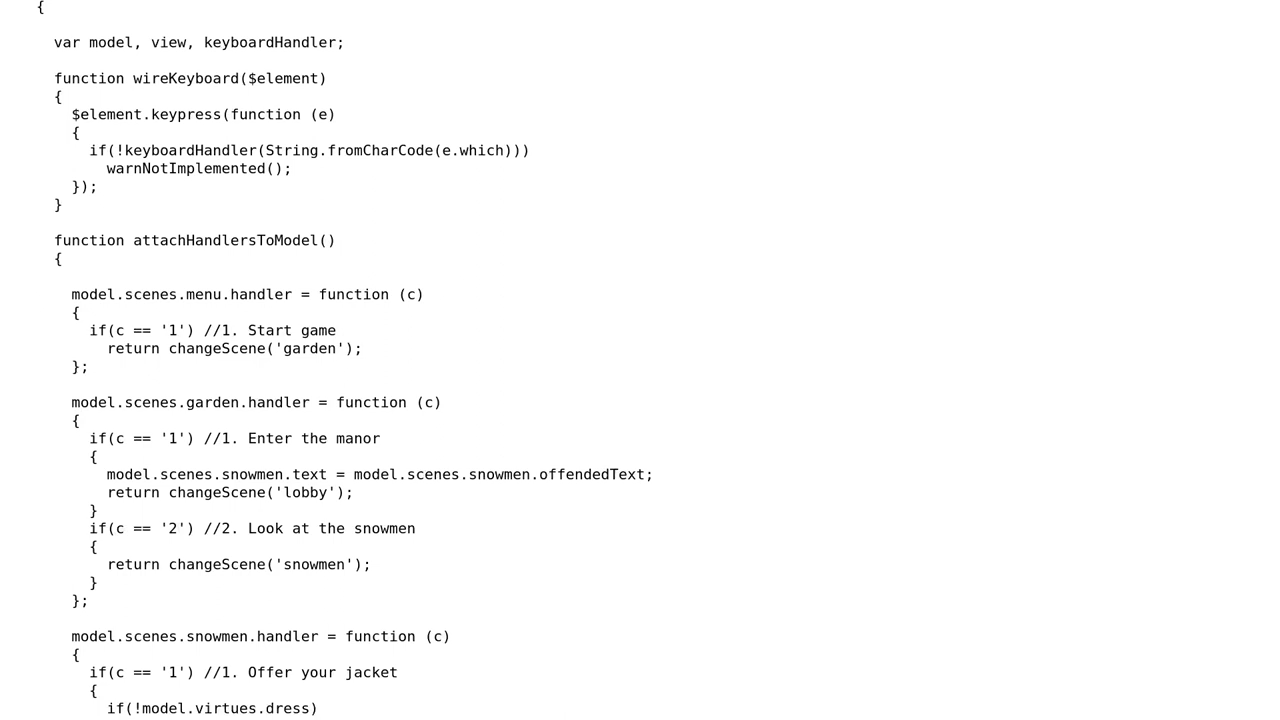 {
var model, view, keyboardHandler;
function wireKeyboard($element)
{
$element.keypress(function (e)
{
if(!keyboardHandler(String.fromCharCode(e.which)))
warnNotImplemented();
});
}
function attachHandlersToModel()
{
model.scenes.menu.handler = function (c)
{
if(c == '1') //1. Start game
return changeScene('garden');
};
model.scenes.garden.handler = function (c)
{
if(c == '1') //1. Enter the manor
{
model.scenes.snowmen.text = model.scenes.snowmen.offendedText;
return changeScene('lobby');
}
if(c == '2') //2. Look at the snowmen
{
return changeScene('snowmen');
}
};
model.scenes.snowmen.handler = function (c)
{
if(c == '1') //1. Offer your jacket
{
if(!model.virtues.dress)